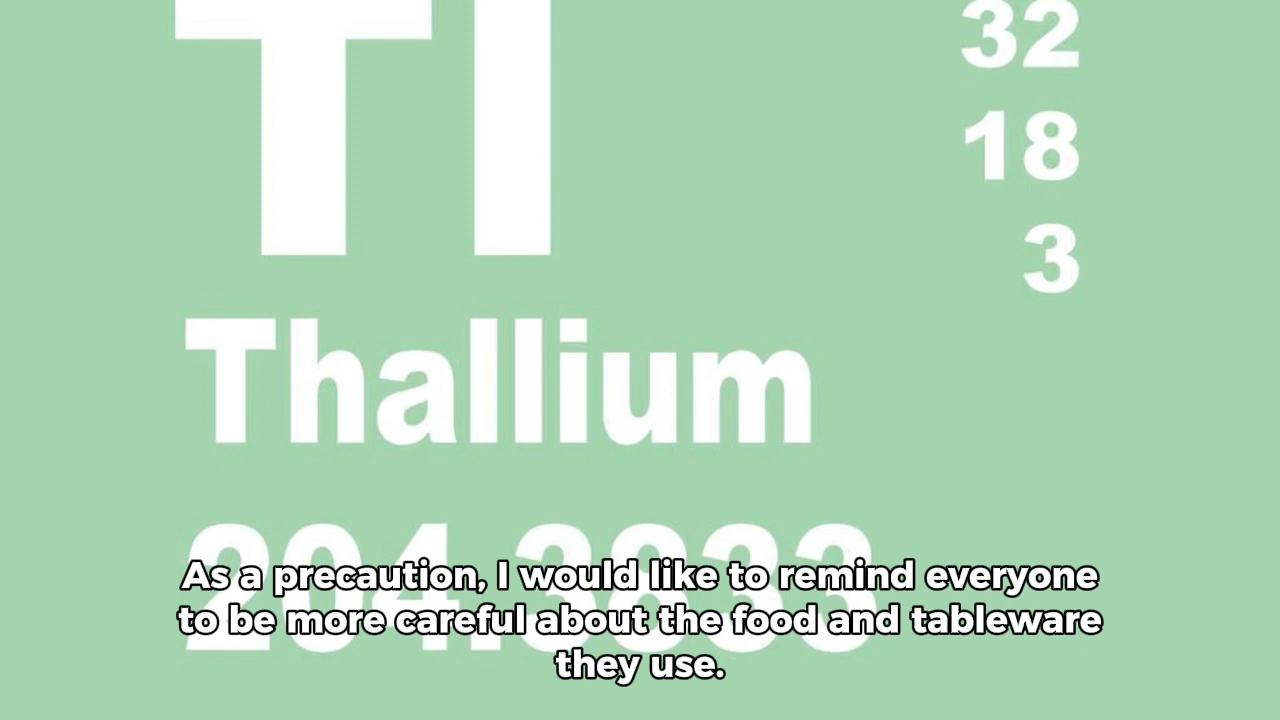 Tl
32
18
3
Thallium
204.3833
As a precaution, I would like to remind everyone
to be more careful about the food and tableware
they use.